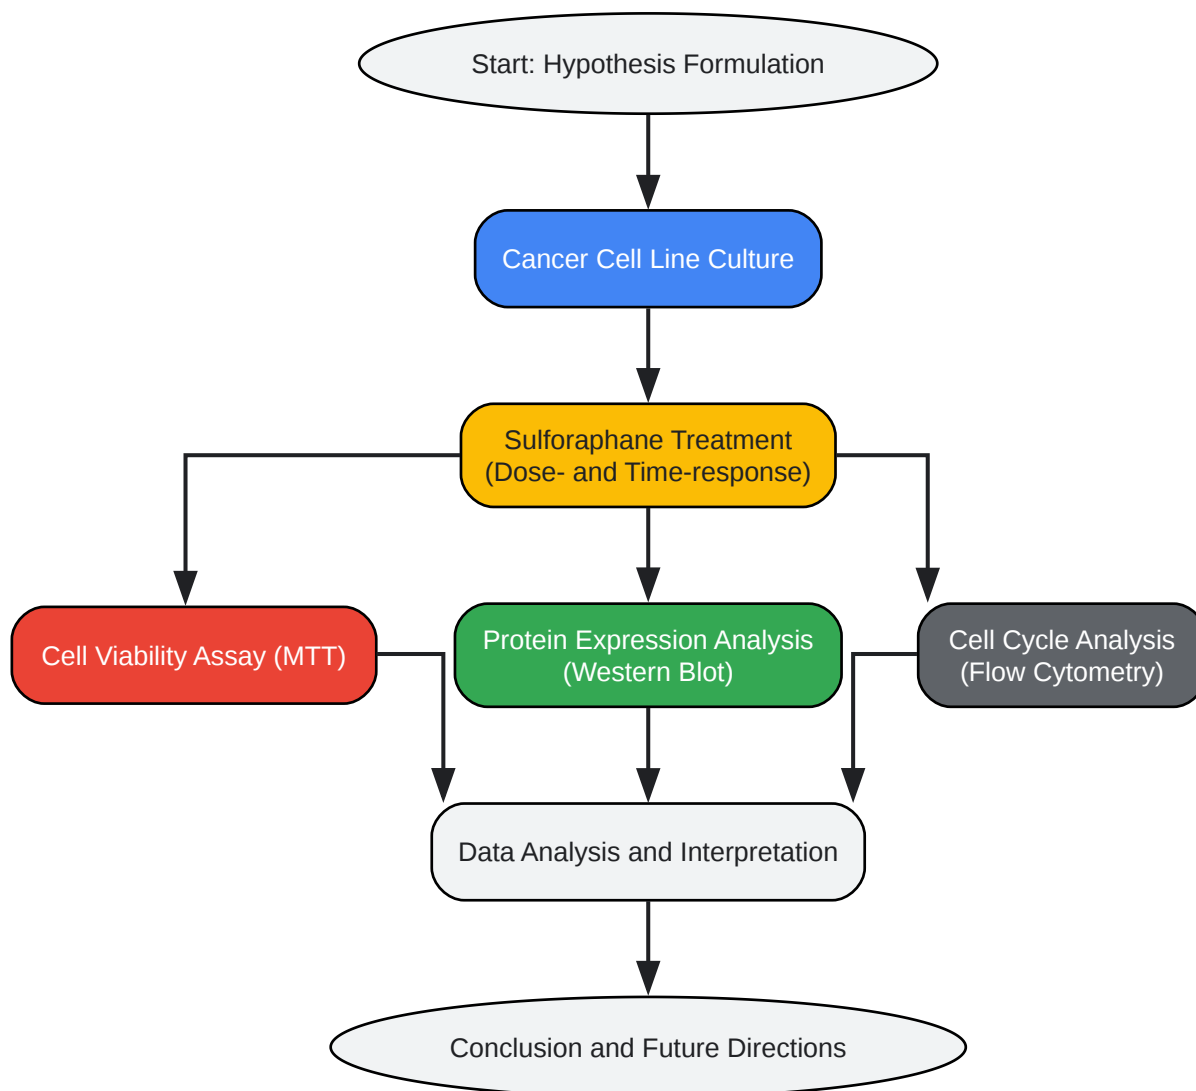 Start: Hypothesis Formulation
Cancer Cell Line Culture
Sulforaphane Treatment
(Dose- and Time-response)
Cell Viability Assay (MTT)
Protein Expression Analysis
(Western Blot)
Cell Cycle Analysis
(Flow Cytometry)
Data Analysis and Interpretation
Conclusion and Future Directions